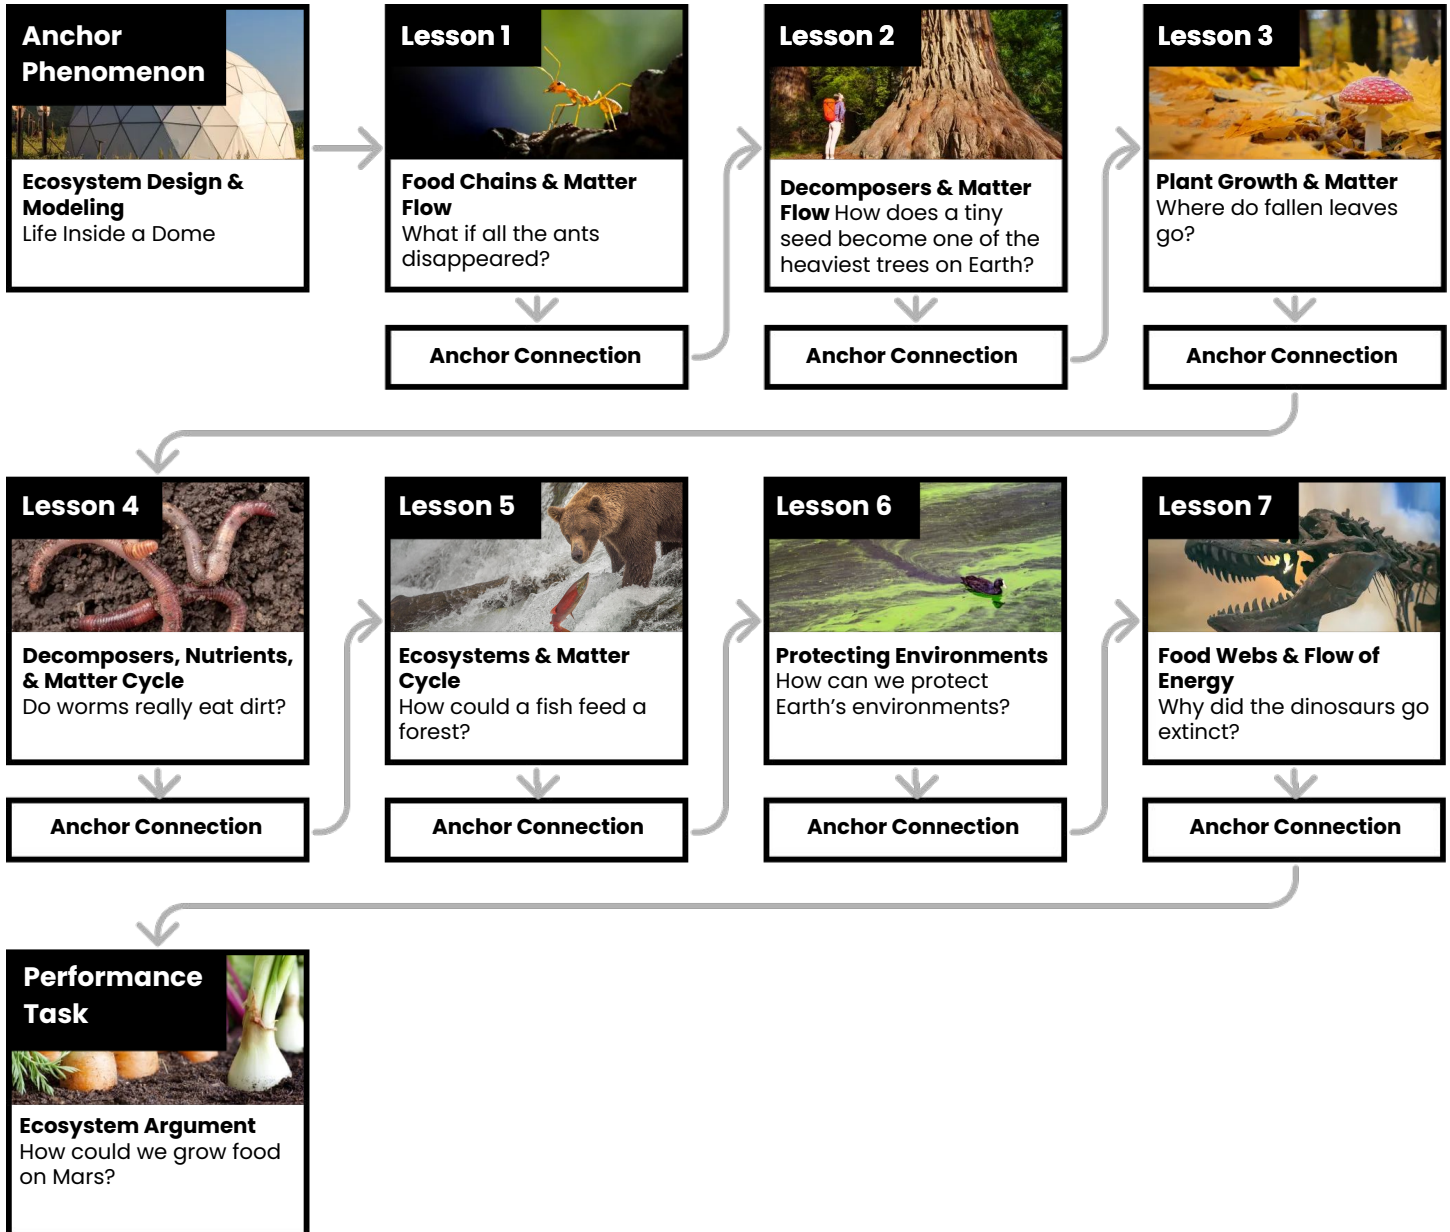 Anchor
Phenomenon
Ecosystem Design &
Modeling
Life Inside a Dome
Lesson 1
Food Chains & Matter
Flow
What if all the ants
disappeared?
Anchor Connection
Lesson 2
Decomposers & Matter
Flow How does a tiny
seed become one of the
heaviest trees on Earth?
Anchor Connection
Lesson 3
Plant Growth & Matter
Where do fallen leaves
go?
Anchor Connection
Lesson 4
Decomposers, Nutrients,
& Matter Cycle
Do worms really eat dirt?
Anchor Connection
Lesson 5
Ecosystems & Matter
Cycle
How could a fish feed a
forest?
Anchor Connection
Lesson 6
Protecting Environments
How can we protect
Earth’s environments?
Anchor Connection
Lesson 7
Food Webs & Flow of
Energy
Why did the dinosaurs go
extinct?
Anchor Connection
Performance
Task
Ecosystem Argument
How could we grow food
on Mars?